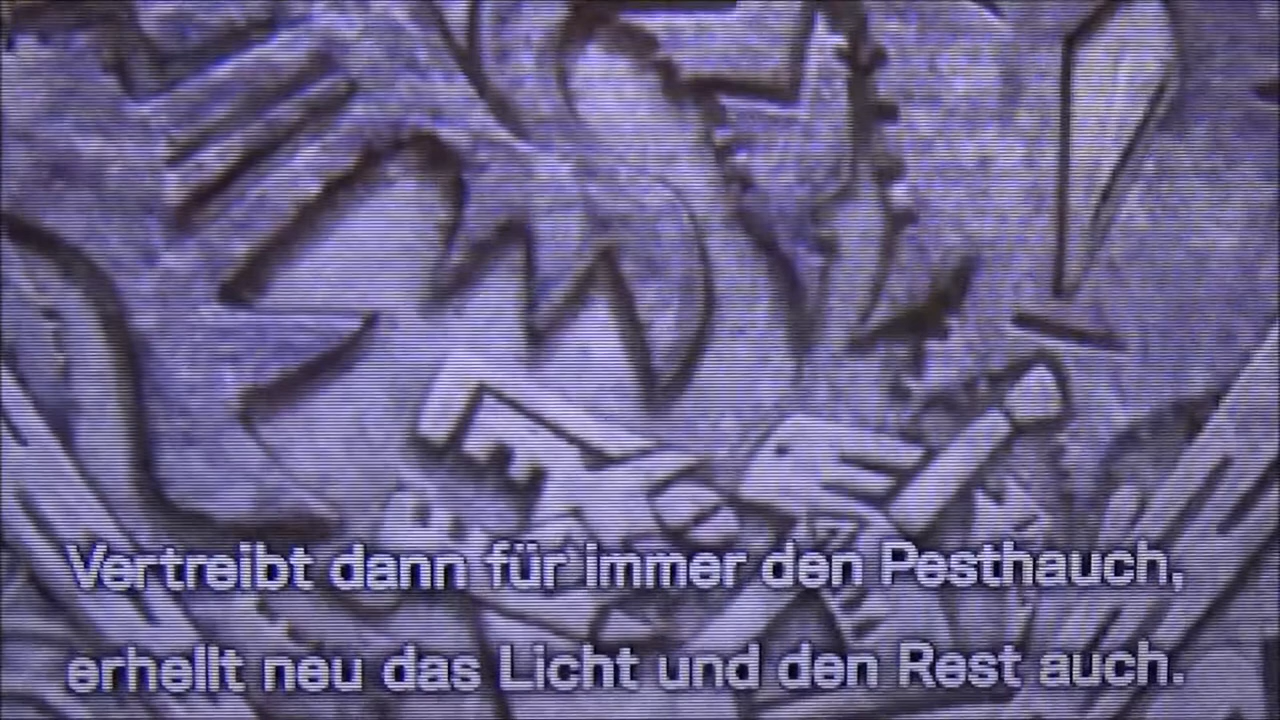 Vertreibt dann für immer den Pesthauch,
erhellt neu das Licht und den Rest auch.